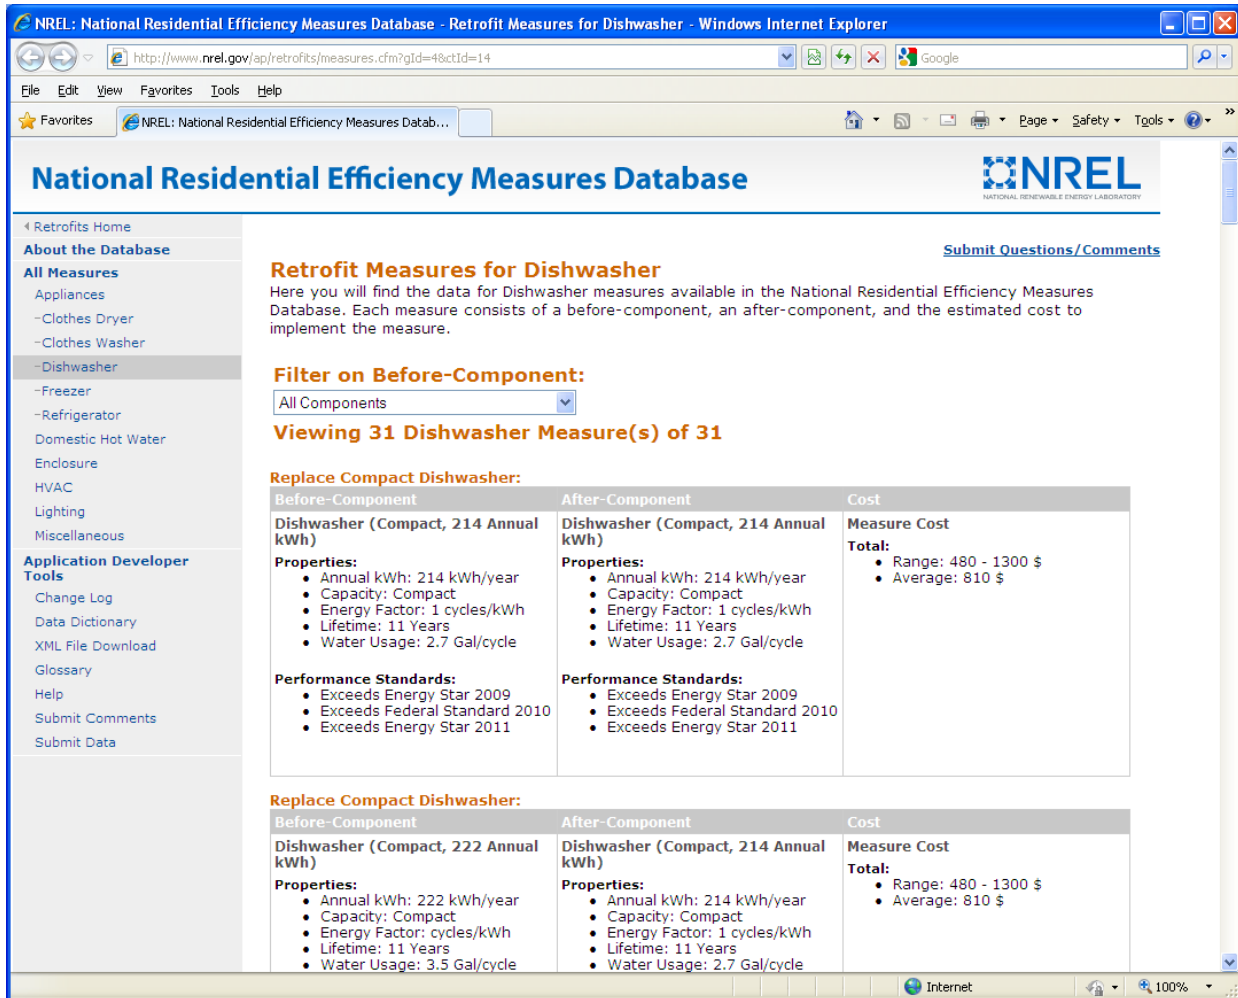 NREL: National Residential Efficiency Measures Database - Retrofit Measures for Dishwasher - Windows Internet Explorer
http://www.nrel.gov/ap/retrofits/measures.cfm?gId=4&ctId=14
Google
File Edit View Favorites Tools Help
Favorites
NREL: National Residential Efficiency Measures Datab...
Page Safety Tools »
National Residential Efficiency Measures Database
NREL
NATIONAL RENEWABLE ENERGY LABORATORY
Retrofits Home
About the Database
All Measures
Appliances
-Clothes Dryer
-Clothes Washer
-Dishwasher
-Freezer
-Refrigerator
Domestic Hot Water
Enclosure
HVAC
Lighting
Miscellaneous
Application Developer
Tools
Change Log
Data Dictionary
XML File Download
Glossary
Help
Submit Comments
Submit Data
Submit Questions/Comments
Retrofit Measures for Dishwasher
Here you will find the data for Dishwasher measures available in the National Residential Efficiency Measures
Database. Each measure consists of a before-component, an after-component, and the estimated cost to
implement the measure.
Filter on Before-Component:
All Components
Viewing 31 Dishwasher Measure(s) of 31
Replace Compact Dishwasher:
Before-Component
Dishwasher (Compact, 214 Annual
kWh)
Properties:
• Annual kWh: 214 kWh/year
• Capacity: Compact
• Energy Factor: 1 cycles/kWh
• Lifetime: 11 Years
• Water Usage: 2.7 Gal/cycle
Performance Standards:
• Exceeds Energy Star 2009
• Exceeds Federal Standard 2010
• Exceeds Energy Star 2011
After-Component
Dishwasher (Compact, 214 Annual
kWh)
Properties:
• Annual kWh: 214 kWh/year
• Capacity: Compact
• Energy Factor: 1 cycles/kWh
• Lifetime: 11 Years
• Water Usage: 2.7 Gal/cycle
Performance Standards:
• Exceeds Energy Star 2009
• Exceeds Federal Standard 2010
• Exceeds Energy Star 2011
Cost
Measure Cost
Total:
• Range: 480 - 1300 $
• Average: 810 $
Replace Compact Dishwasher:
Before-Component
Dishwasher (Compact, 222 Annual
kWh)
Properties:
• Annual kWh: 222 kWh/year
• Capacity: Compact
• Energy Factor: cycles/kWh
• Lifetime: 11 Years
• Water Usage: 3.5 Gal/cycle
After-Component
Dishwasher (Compact, 214 Annual
kWh)
Properties:
• Annual kWh: 214 kWh/year
• Capacity: Compact
• Energy Factor: 1 cycles/kWh
• Lifetime: 11 Years
• Water Usage: 2.7 Gal/cycle
Cost
Measure Cost
Total:
• Range: 480 - 1300 $
• Average: 810 $
Internet
100%